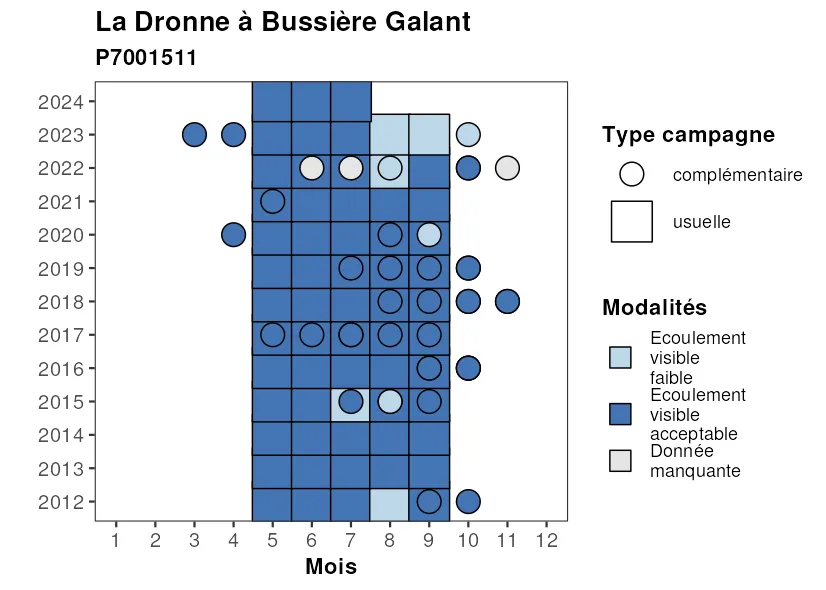 La Dronne à Bussière Galant
P7001511
2024
2023
2022
2021
2020
2019
2018
2017
2016
2015
2014
2013
2012
1 2 3 4 5 6 7 8 9 10 11 12
Mois
Type campagne
complémentaire
usuelle
Modalités
Ecoulement
visible
faible
Ecoulement
visible
acceptable
Donnée
manquante